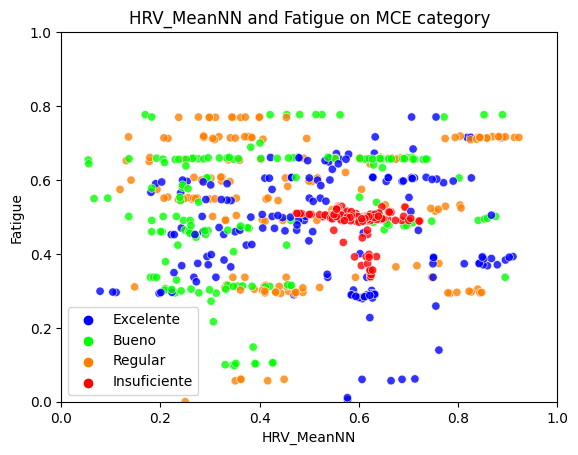 HRV_MeanNN and Fatigue on MCE category
1.0
0.8
0.6
0.4
0.2
0.0
Fatigue
Excelente
Bueno
Regular
Insuficiente
0.0 0.2 0.4 0.6 0.8 1.0
HRV_MeanNN